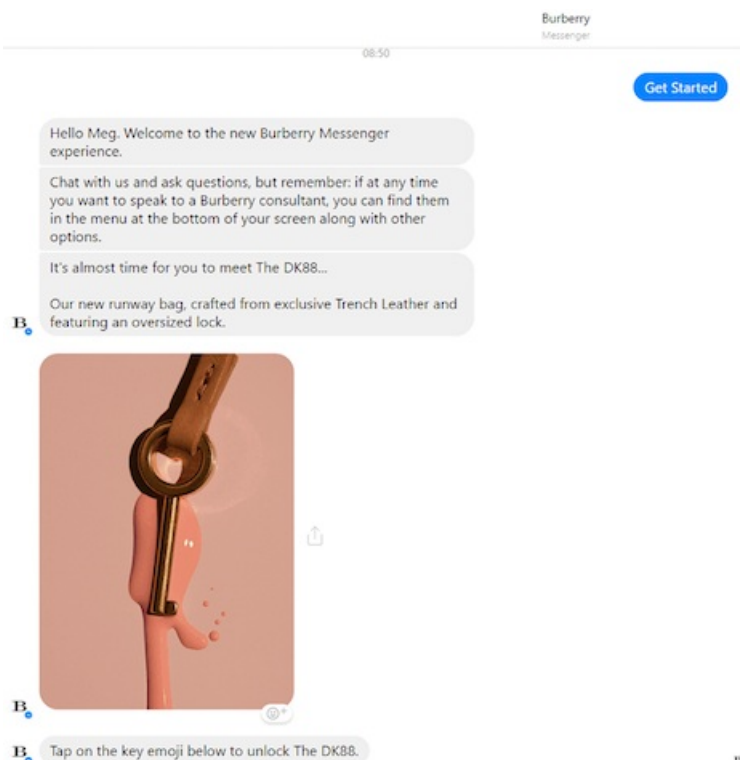 Burberry
Messenger
08:50
Get Started
Hello Meg. Welcome to the new Burberry Messenger
experience.
Chat with us and ask questions, but remember: if at any time
you want to speak to a Burberry consultant, you can find them
in the menu at the bottom of your screen along with other
options.
It's almost time for you to meet The DK88...
Our new runway bag, crafted from exclusive Trench Leather and
featuring an oversized lock.
B
B
Tap on the key emoji below to unlock The DK88.
B